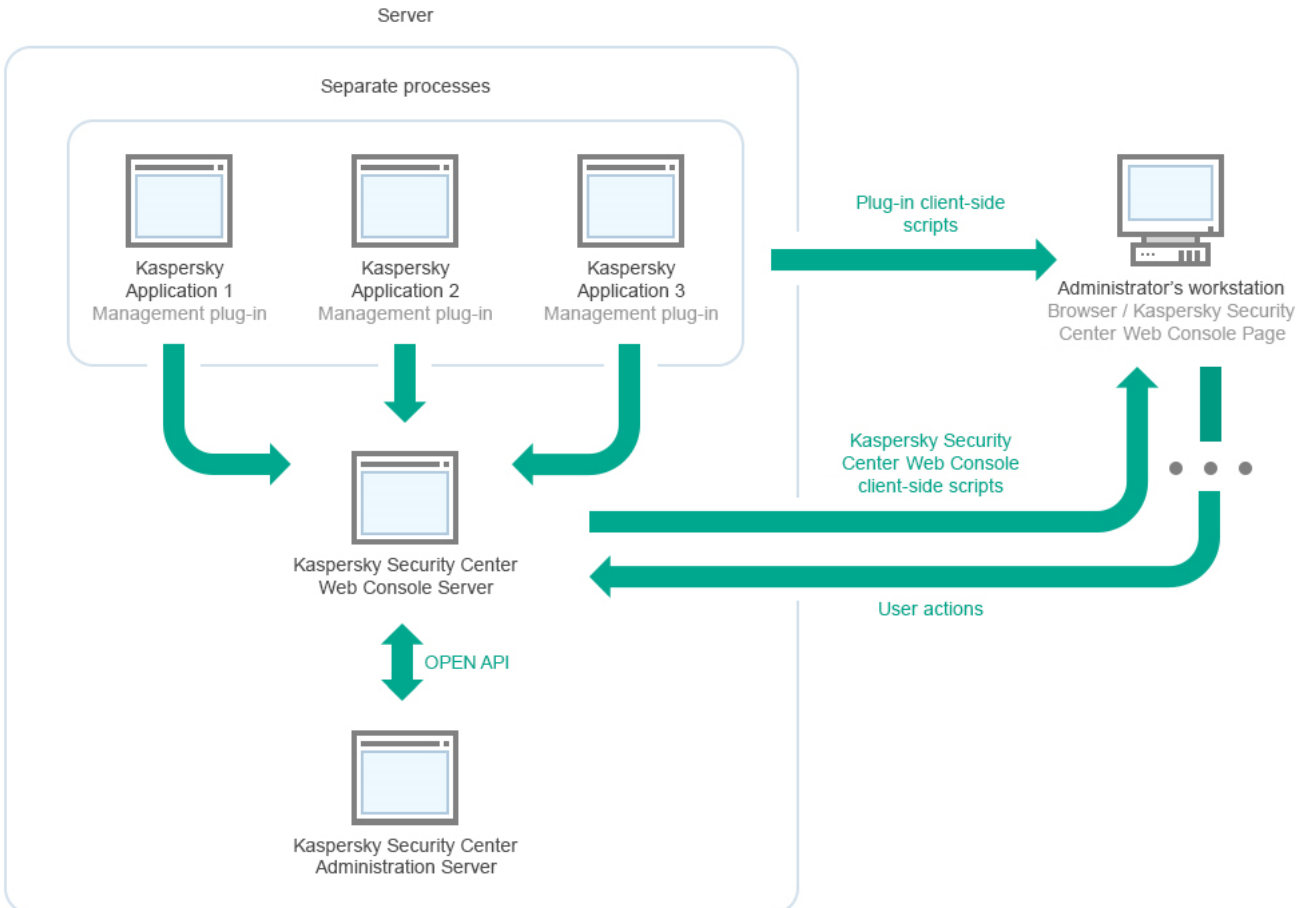 Server
Separate processes
Kaspersky
Application 1
Management plug-in
Kaspersky
Application 2
Management plug-in
Kaspersky
Application 3
Management plug-in
Plug-in client-side
scripts
Administrator's workstation
Browser / Kaspersky Security
Center Web Console Page
Kaspersky Security
Center Web Console
client-side scripts
Kaspersky Security Center
Web Console Server
User actions
OPEN API
Kaspersky Security Center
Administration Server